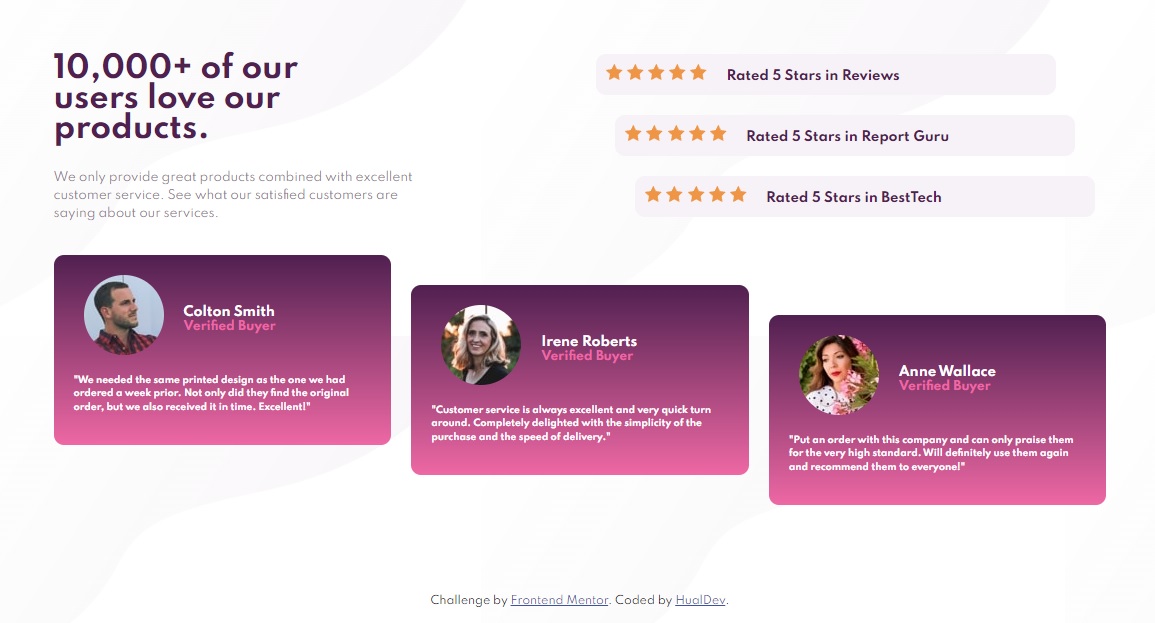 10,000+ of our
users love our
products.
We only provide great products combined with excellent
customer service. See what our satisfied customers are
saying about our services.
Rated 5 Stars in Reviews
Rated 5 Stars in Report Guru
Rated 5 Stars in BestTech
Colton Smith
Verified Buyer
"We needed the same printed design as the one we had
ordered a week prior. Not only did they find the original
order, but we also received it in time. Excellent!"
Irene Roberts
Verified Buyer
"Customer service is always excellent and very quick turn
around. Completely delighted with the simplicity of the
purchase and the speed of delivery."
Anne Wallace
Verified Buyer
"Put an order with this company and can only praise them
for the very high standard. Will definitely use them again
and recommend them to everyone!"
Challenge by Frontend Mentor. Coded by HualDev.